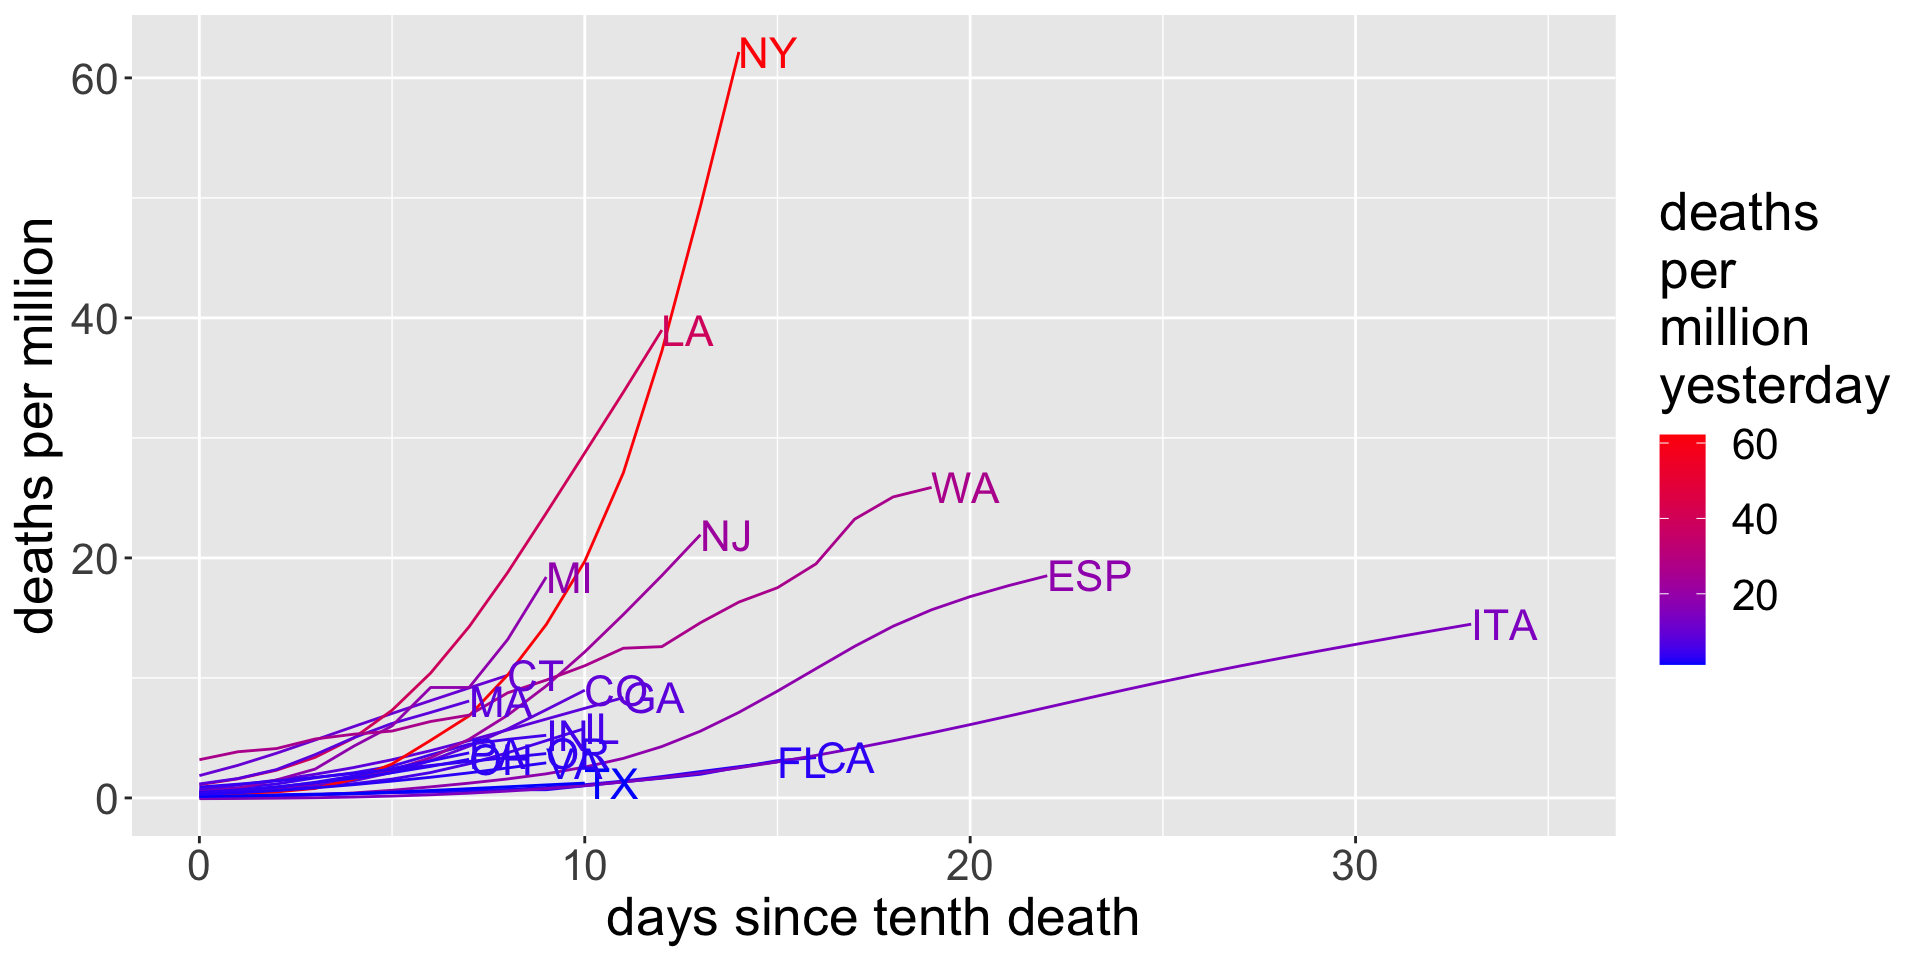 NY
60
LA
40
WA
NJ
MI
ESP
20
ITA
CT
CO
GA
MA
IL
IN
PA
OH
OR
VA
FL
CA
TX
0
0
10
20
30
days since tenth death
deaths per million
deaths
per
million
yesterday
60
40
20